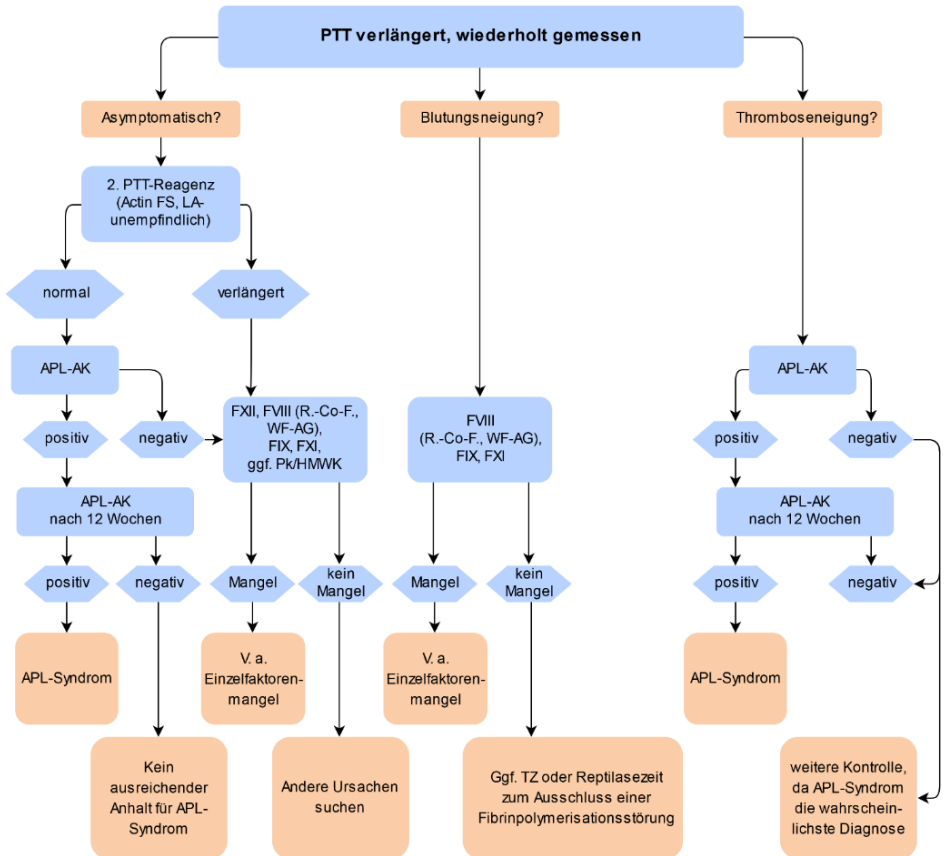 PTT verlängert, wiederholt gemessen
Asymptomatisch?
Blutungsneigung?
Thromboseneigung?
2. PTT-Reagenz
(Actin FS, LA-
unempfindlich)
normal
verlängert
APL-AK
APL-AK
positiv
negativ
FXII, FVIII (R.-Co-F.,
WF-AG),
FIX, FXI,
ggf. Pk/HMWK
FVIII
(R.-Co-F., WF-AG),
FIX, FXI
positiv
negativ
APL-AK
nach 12 Wochen
APL-AK
nach 12 Wochen
positiv
negativ
Mangel
kein
Mangel
Mangel
kein
Mangel
positiv
negativ
APL-Syndrom
V. a.
Einzelfaktoren-
mangel
V. a.
Einzelfaktoren-
mangel
APL-Syndrom
Kein
ausreichender
Anhalt für APL-
Syndrom
Andere Ursachen
suchen
Ggf. TZ oder Reptilasezeit
zum Ausschluss einer
Fibrinpolymerisationsstörung
weitere Kontrolle,
da APL-Syndrom
die wahrschein-
lichste Diagnose